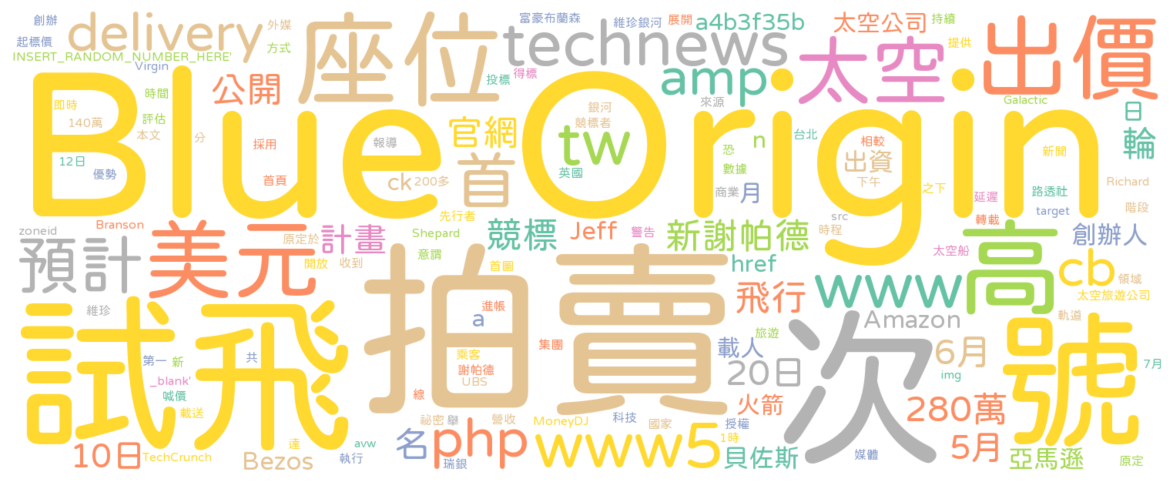 創辦
外媒
delivery
座位
富豪布蘭森
維珍銀河
展開
a4b3f35b
太空公司
持續
出價
起標價
方式
technews
提供
INSERT_RANDOM_NUMBER_HERE'
Virgin
公開
投標
得標
amp
太空
即時
時間
Blue Origin
來源
銀河
Galactic
日
140萬
評估
本文
分
官網
競標者
tw
n
台北
相較
輪
12日
優勢
採用
報導
首
英國
恐
數據
出資
新聞
首頁
ck
200多
商業
月
下午
之下
路透社
Richard
zoneid
Branson
先行者
延遲
target
階段
預計
美元
原定於
計畫
Shepard
競標
Jeff
警告
新謝帕德
src
時程
轉載
創辦人
開放
收到
意謂
首圖
href
太空船
高
cb
領域
維珍
拍賣
進帳
a
飛行
www
太空旅遊公司
試飛
次
Amazon
軌道
號
第一
新
共
乘客
集團
旅遊
載人
6月
_blank'
謝帕德
UBS
20日
img
7月
喊價
線
火箭
280萬
載送
祕密
舉
營收
MoneyDJ
科技
國家
授權
10日
違
名
php
www5
1時
5月
TechCrunch
Bezos
avw
執行
瑞銀
貝佐斯
媒體
亞馬遜
原定